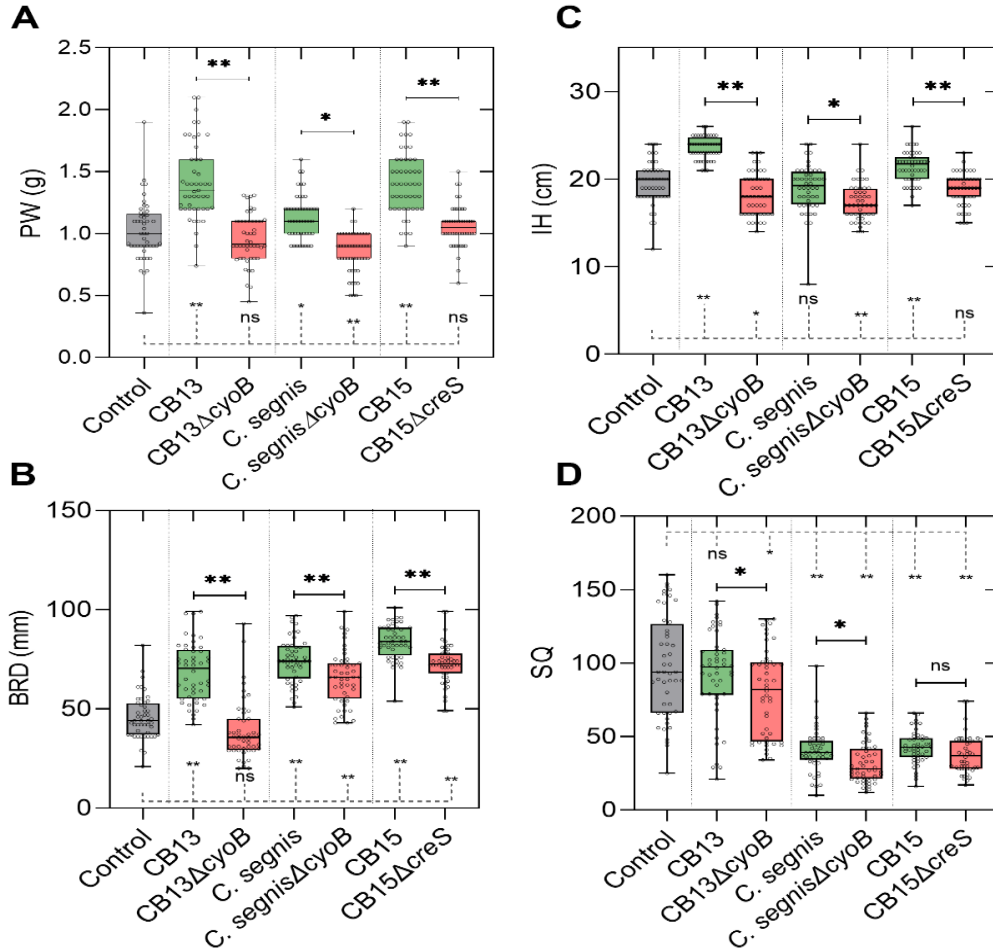 A
PW (g)
2.5
2.0
1.5
1.0
0.5
0.0
** * **
** ns * ** ** ns
Control CB13 CB13ΔcyoB C. segnis C. segnisΔcyoB CB15 CB15ΔcreS
C
IH (cm)
30
20
10
0
** * **
** * ns ** ** ns
Control CB13 CB13ΔcyoB C. segnis C. segnisΔcyoB CB15 CB15ΔcreS
B
BRD (mm)
150
100
50
0
** ** **
** ns ** ** ** **
Control CB13 CB13ΔcyoB C. segnis C. segnisΔcyoB CB15 CB15ΔcreS
D
SQ
200
150
100
50
0
ns * ** ** ** **
* * ns
Control CB13 CB13ΔcyoB C. segnis C. segnisΔcyoB CB15 CB15ΔcreS